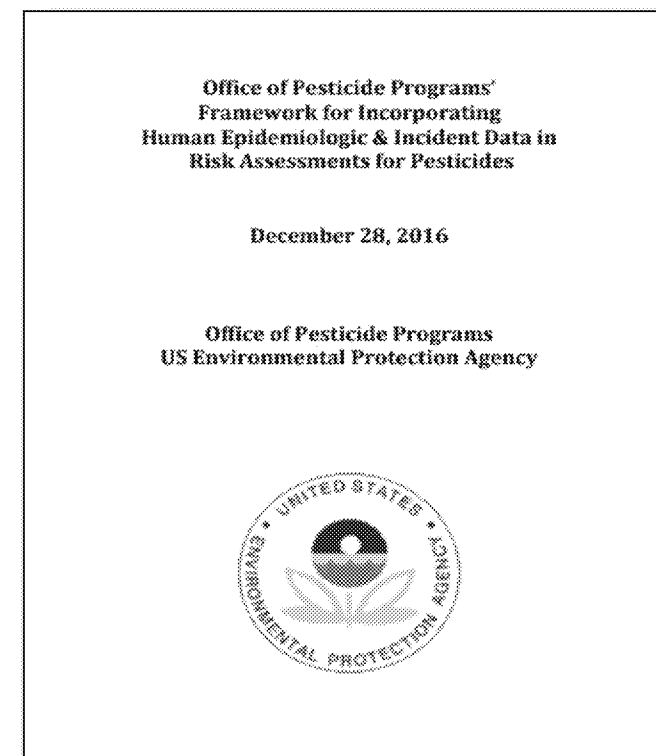 Office of Pesticide Programs'
Framework for Incorporating
Human Epidemiologic & Incident Data in
Risk Assessments for Pesticides
December 28, 2016
Office of Pesticide Programs
US Environmental Protection Agency
UNITED STATES
ENVIRONMENTAL PROTECTION AGENCY